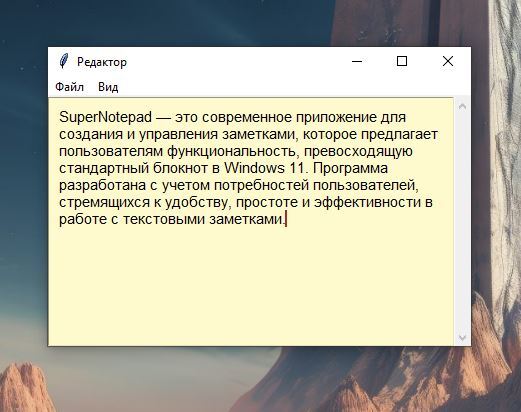 Редактор
Файл Вид
SuperNotepad — это современное приложение для
создания и управления заметками, которое предлагает
пользователям функциональность, превосходящую
стандартный блокнот в Windows 11. Программа
разработана с учетом потребностей пользователей,
стремящихся к удобству, простоте и эффективности в
работе с текстовыми заметками.